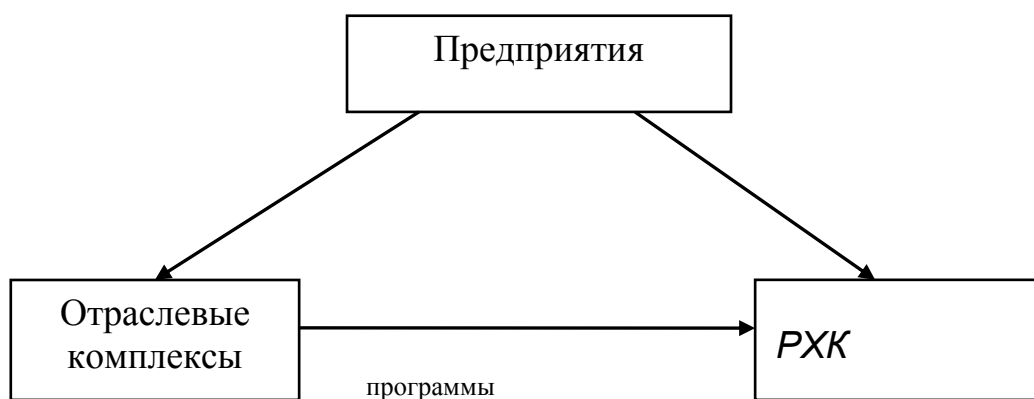 Предприятия
Отраслевые
комплексы
РХК
программы